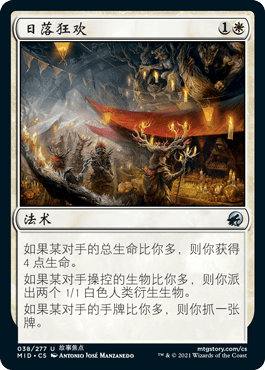 日落狂欢 1
法术
如果某对手的总生命比你多，则你获得
4点生命。
如果某对手操控的生物比你多，则你派
出两个1/1白色人类衍生生物。
如果某对手的手牌比你多，则你抓一张
牌。
038/277 U 故事焦点 mtgstory.com/cs
MID • CS Antonio José Manzanedo ™ & © 2021 Wizards of the Coast